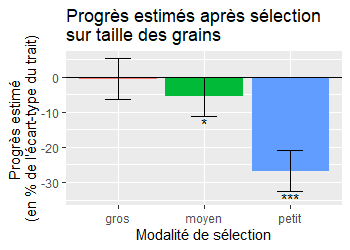 Progrès estimés après sélection
sur taille des grains
Progrès estimé
(en % de l'écart-type du trait)
0
-10
-20
-30
*
***
gros
moyen
petit
Modalité de sélection